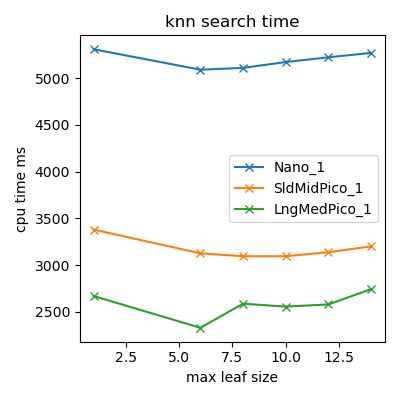 knn search time
cpu time ms
5000
4500
4000
3500
3000
2500
Nano_1
SldMidPico_1
LngMedPico_1
2.5 5.0 7.5 10.0 12.5
max leaf size